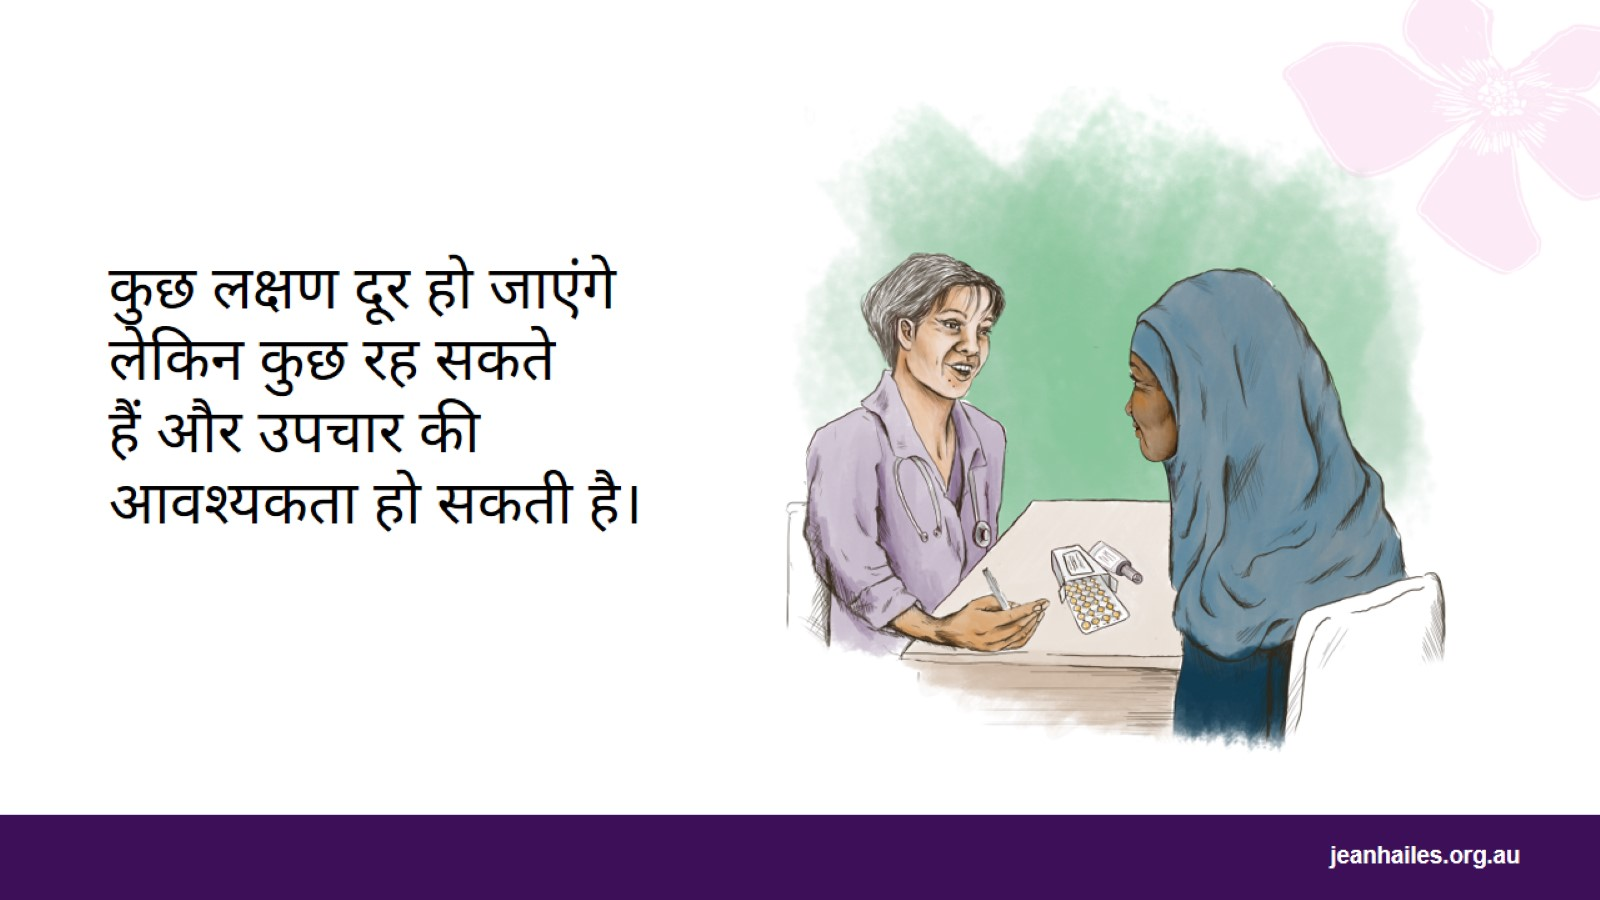 कुछ लक्षण दूर हो जाएंगे
लेकिन कुछ रह सकते
हैं और उपचार की
आवश्यकता हो सकती है।
jeanhailes.org.au